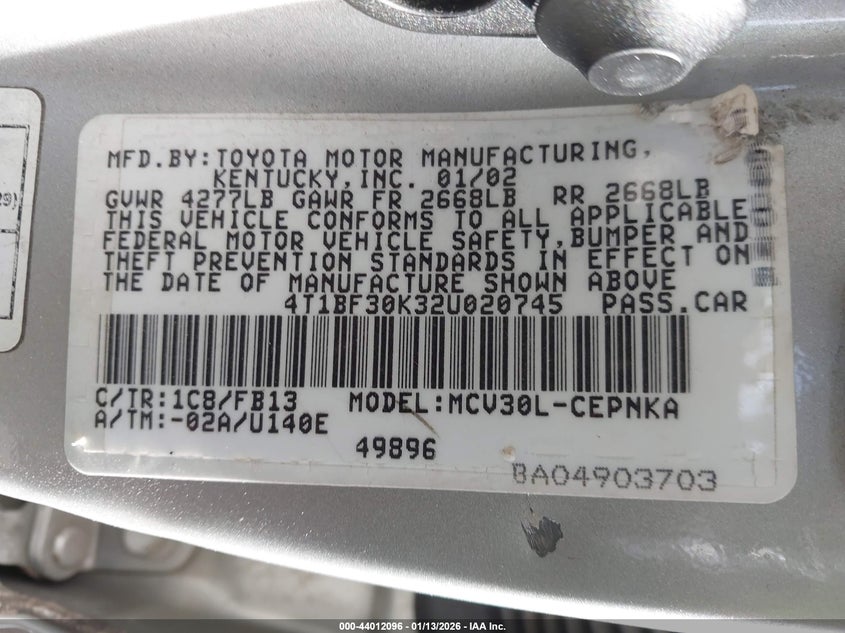 MFD.BY:TOYOTA MOTOR MANUFACTURING,
KENTUCKY,INC. 01/02
GVWR 4277LB GAWR FR 2668LB RR 2668LB
THIS VEHICLE CONFORMS TO ALL APPLICABLE
FEDERAL MOTOR VEHICLE SAFETY,BUMPER AND
THEFT PREVENTION STANDARDS IN EFFECT ON
THE DATE OF MANUFACTURE SHOWN ABOVE
4T1BF30K32U020745 PASS.CAR
C/TR:1C8/FB13 MODEL:MCV30L-CEPNKA
A/TM:-02A/U140E
49896
BA04903703
000-44012096 - 01/13/2026 - IAA Inc.